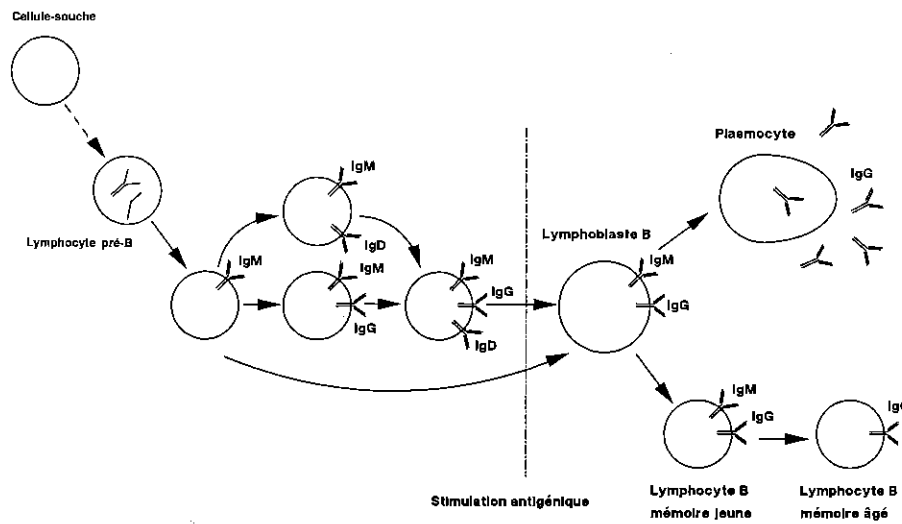 Cellule-souche
Plasmocyte
IgM
IgG
Lymphocyte pré-B
IgD
Lymphoblaste B
IgM
IgM
IgM
IgM
IgG
IgG
IgG
IgD
IgM
IgG
Stimulation antigénique
Lymphocyte B
mémoire jeune
Lymphocyte B
mémoire âgé